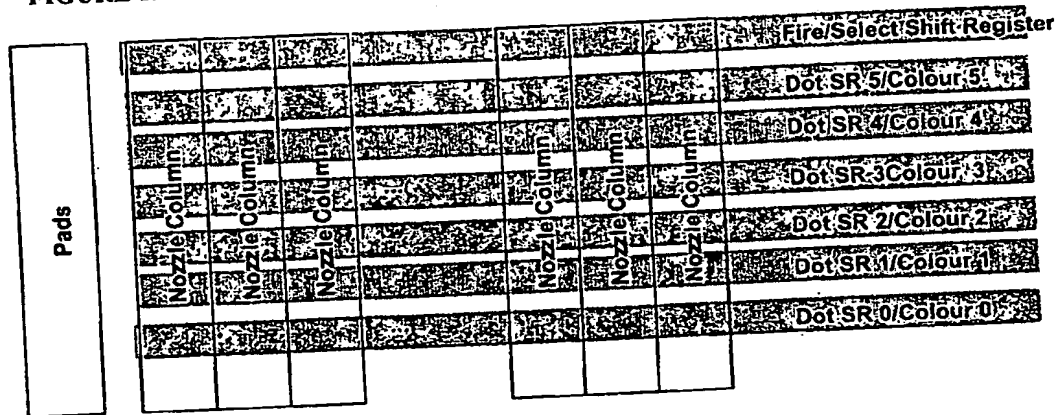 Fire/Select Shift Register
Dot SR 5/Colour 5
Dot SR 4/Colour 4
Dot SR 3Colour 3
Dot SR 2/Colour 2
Dot SR 1/Colour 1
Dot SR 0/Colour 0
Pads
Nozzle Column
Nozzle Column
Nozzle Column
Nozzle Column
Nozzle Column
Nozzle Column